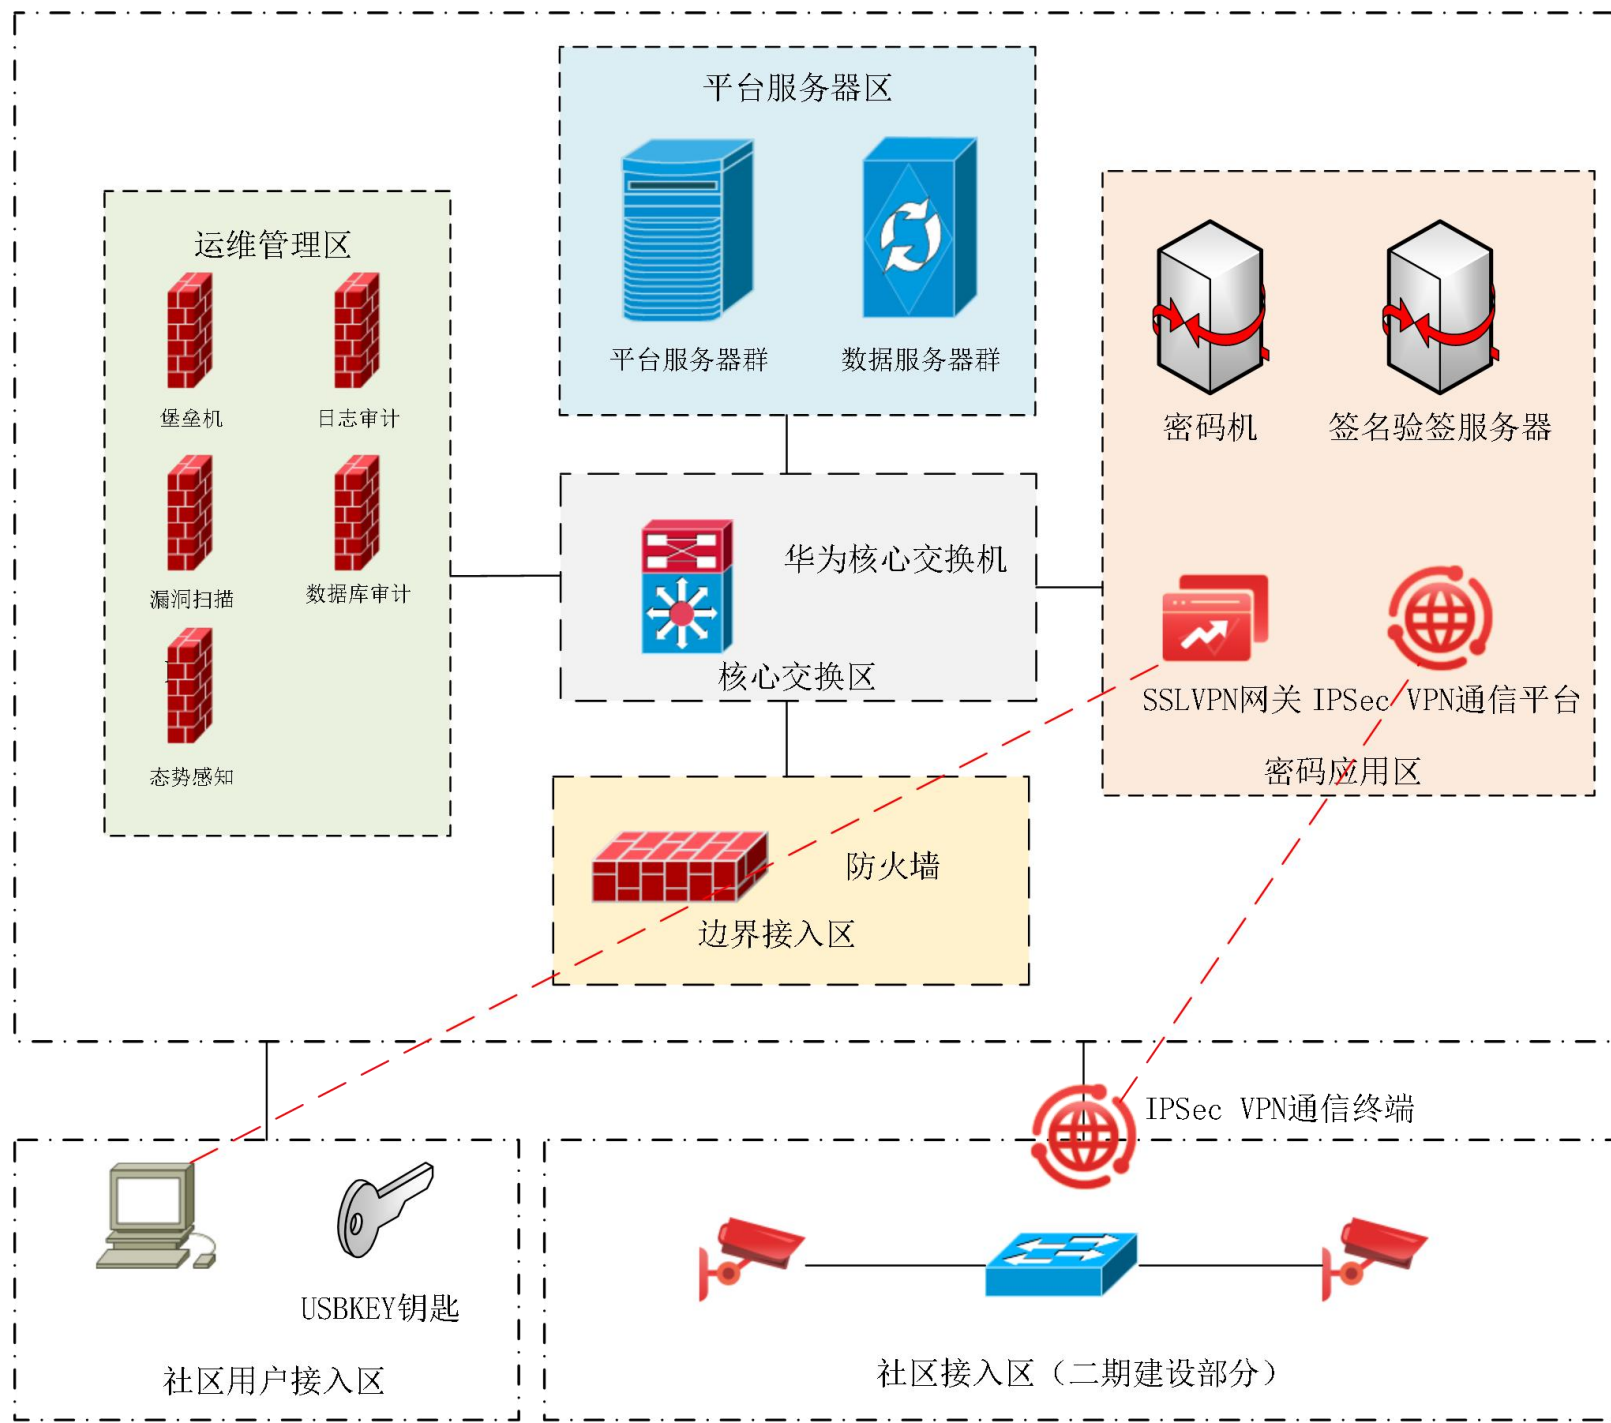 平台服务器区
平台服务器群
数据服务器群
运维管理区
堡垒机
日志审计
漏洞扫描
数据库审计
态势感知
华为核心交换机
核心交换区
密码机
签名验签服务器
SSLVPN网关
IPSec VPN通信平台
密码应用区
防火墙
边界接入区
IPSec VPN通信终端
USBKEY钥匙
社区用户接入区
社区接入区（二期建设部分）